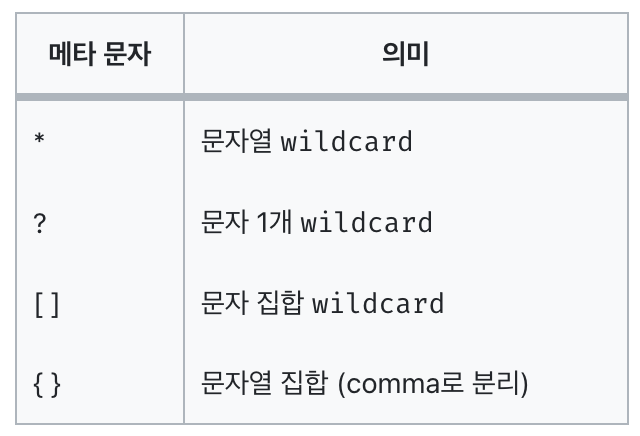 메타 문자 의미
* 문자열 wildcard
? 문자 1개 wildcard
[ ] 문자 집합 wildcard
{ } 문자열 집합 (comma로 분리)